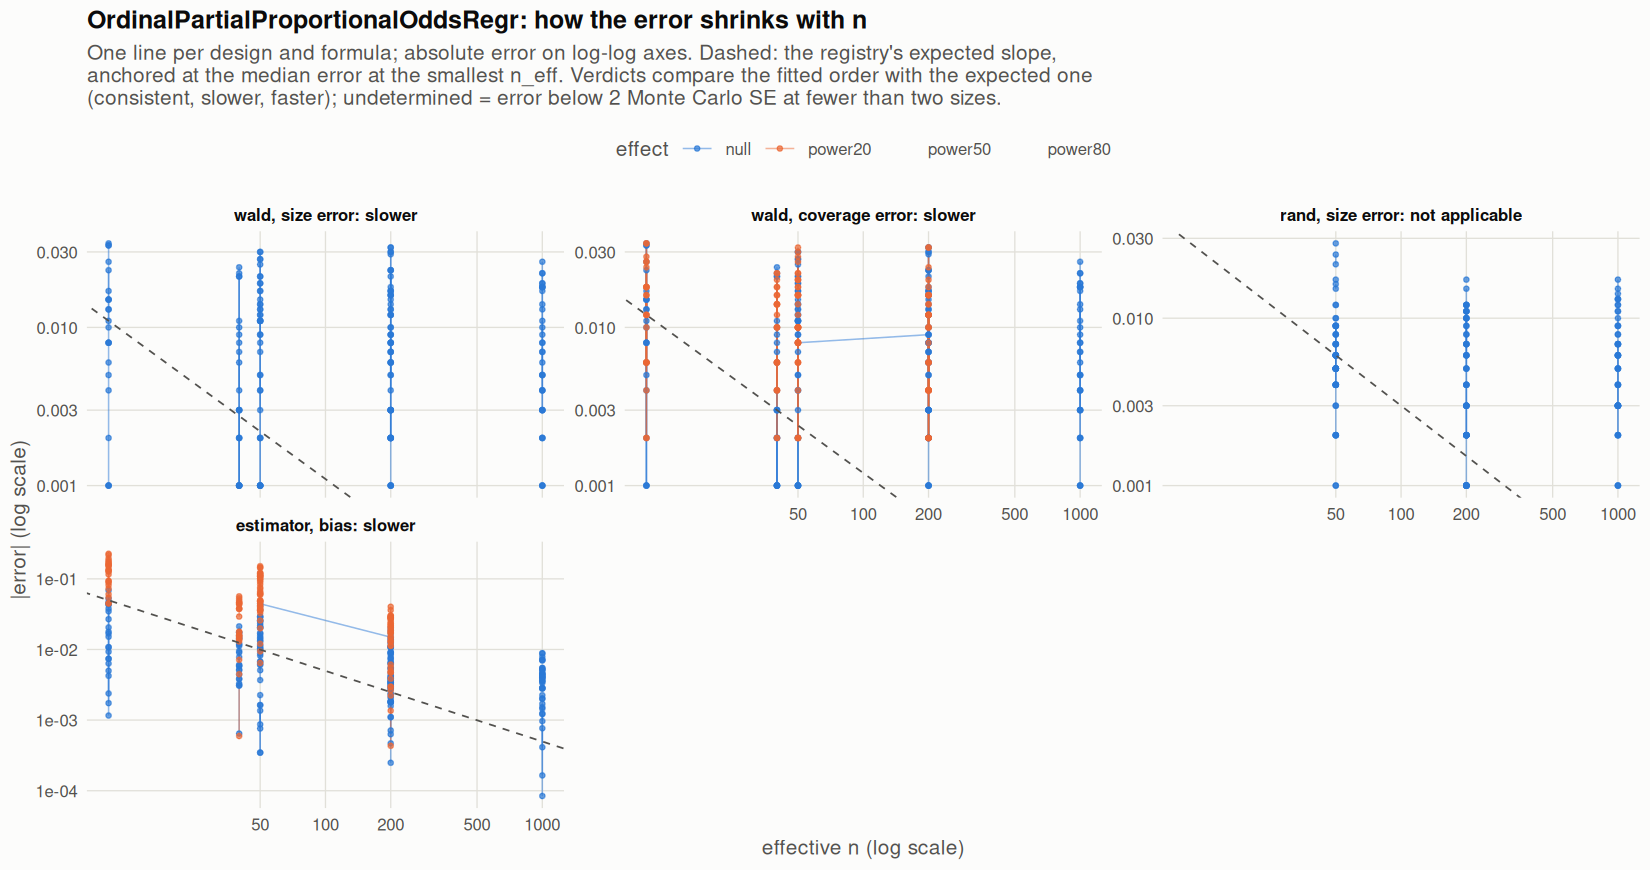 OrdinalPartialProportionalOddsRegr: how the error shrinks with n
One line per design and formula; absolute error on log-log axes. Dashed: the registry's expected slope,
anchored at the median error at the smallest n_eff. Verdicts compare the fitted order with the expected one
(consistent, slower, faster); undetermined = error below 2 Monte Carlo SE at fewer than two sizes.
effect null power20 power50 power80
wald, size error: slower
wald, coverage error: slower
rand, size error: not applicable
0.030
0.010
0.003
0.001
0.030
0.010
0.003
0.001
50 100 200 500 1000
0.030
0.010
0.003
0.001
50 100 200 500 1000
estimator, bias: slower
1e-01
1e-02
1e-03
1e-04
50 100 200 500 1000
|error| (log scale)
effective n (log scale)